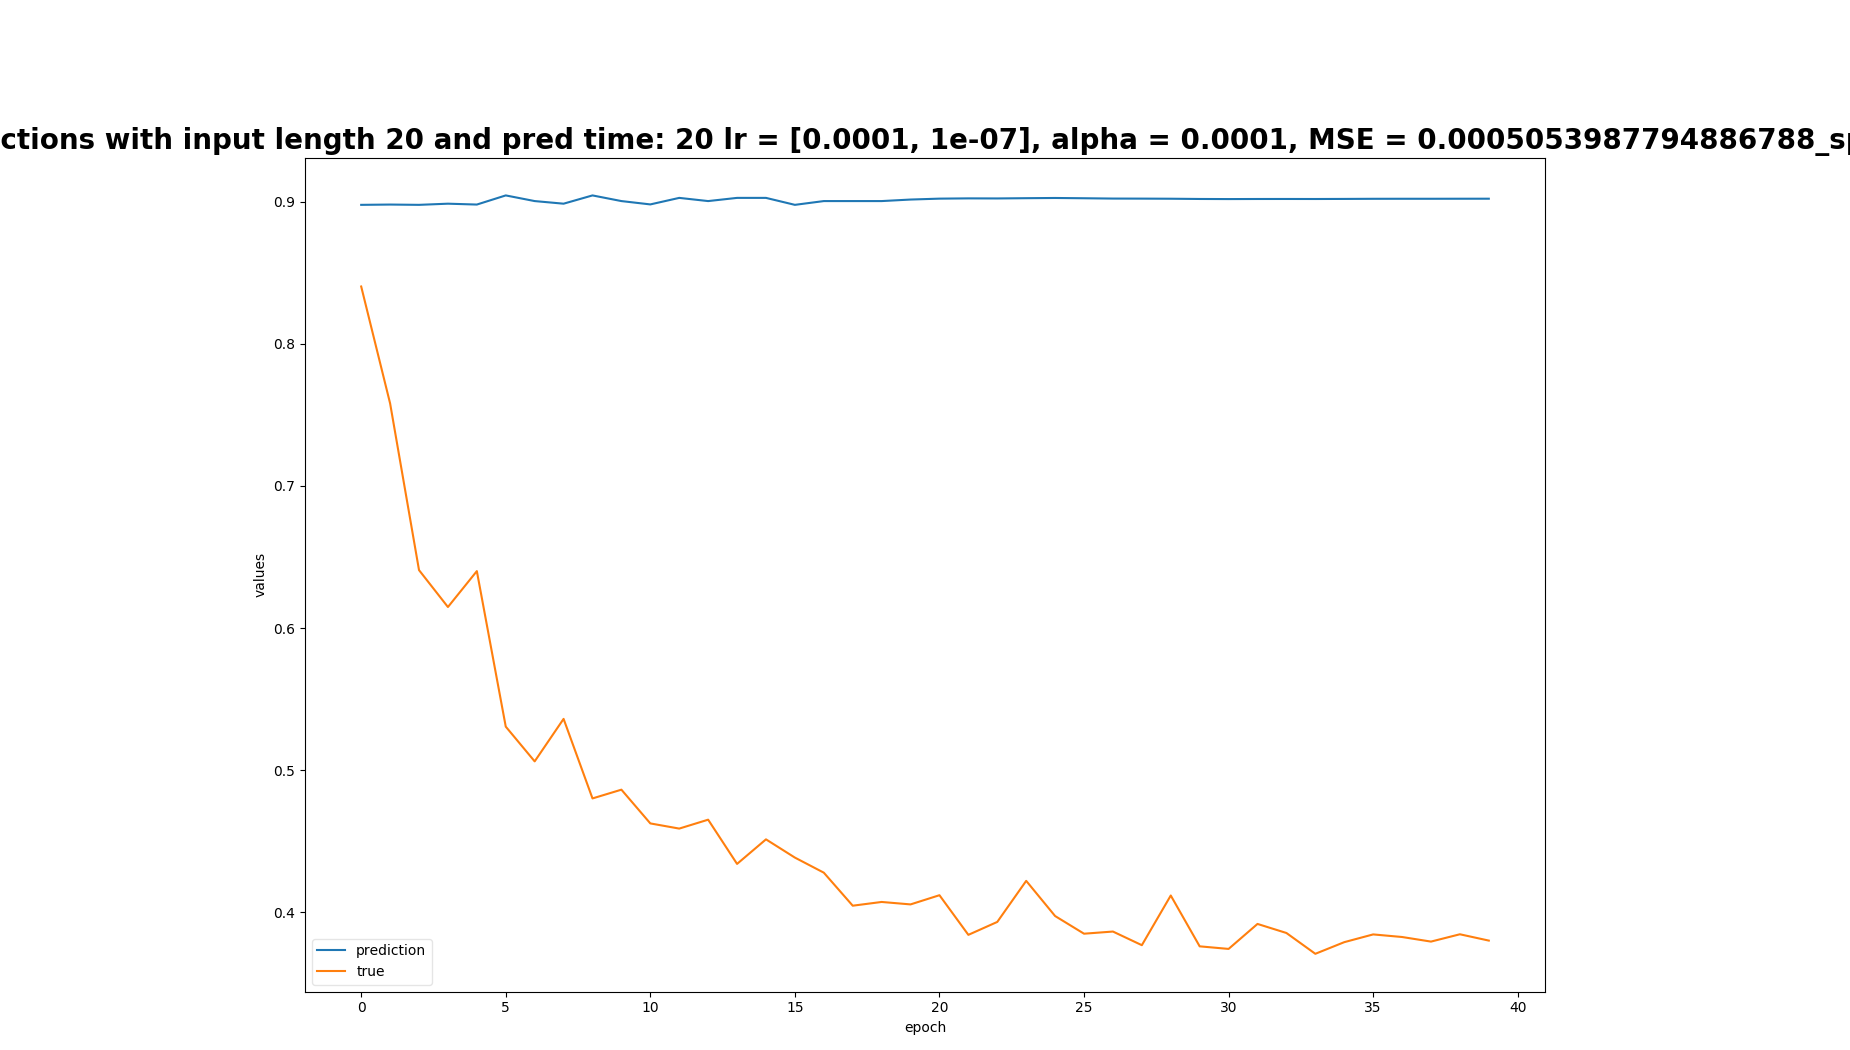 ctions with input length 20 and pred time: 20 lr = [0.0001, 1e-07], alpha = 0.0001, MSE = 0.0005053987794886788_sp
0.9
0.8
0.7
0.6
0.5
0.4
values
prediction
true
0 5 10 15 20 25 30 35 40
epoch